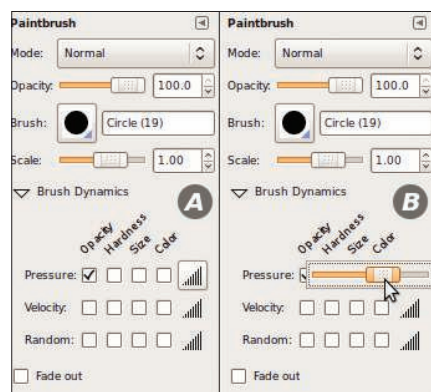 Paintbrush
Mode: Normal
Opacity: 100.0
Brush: Circle (19)
Scale: 1.00
Brush Dynamics
A
Opacity Hardness Size Color
Pressure:
Velocity:
Random:
Fade out
Paintbrush
Mode: Normal
Opacity: 100.0
Brush: Circle (19)
Scale: 1.00
Brush Dynamics
B
Opacity Hardness Size Color
Pressure:
Velocity:
Random:
Fade out